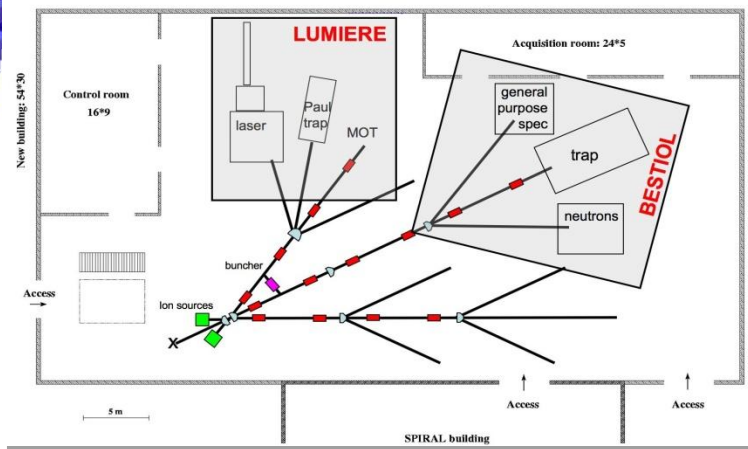 LUMIERE
Acquisition room: 24*5
Control room
16*9
New building: 54*30
laser
Paul
trap
MOT
general
purpose
spec
trap
BESTIOL
neutrons
buncher
Access
Ion sources
X
5 m
Access
Access
SPIRAL building